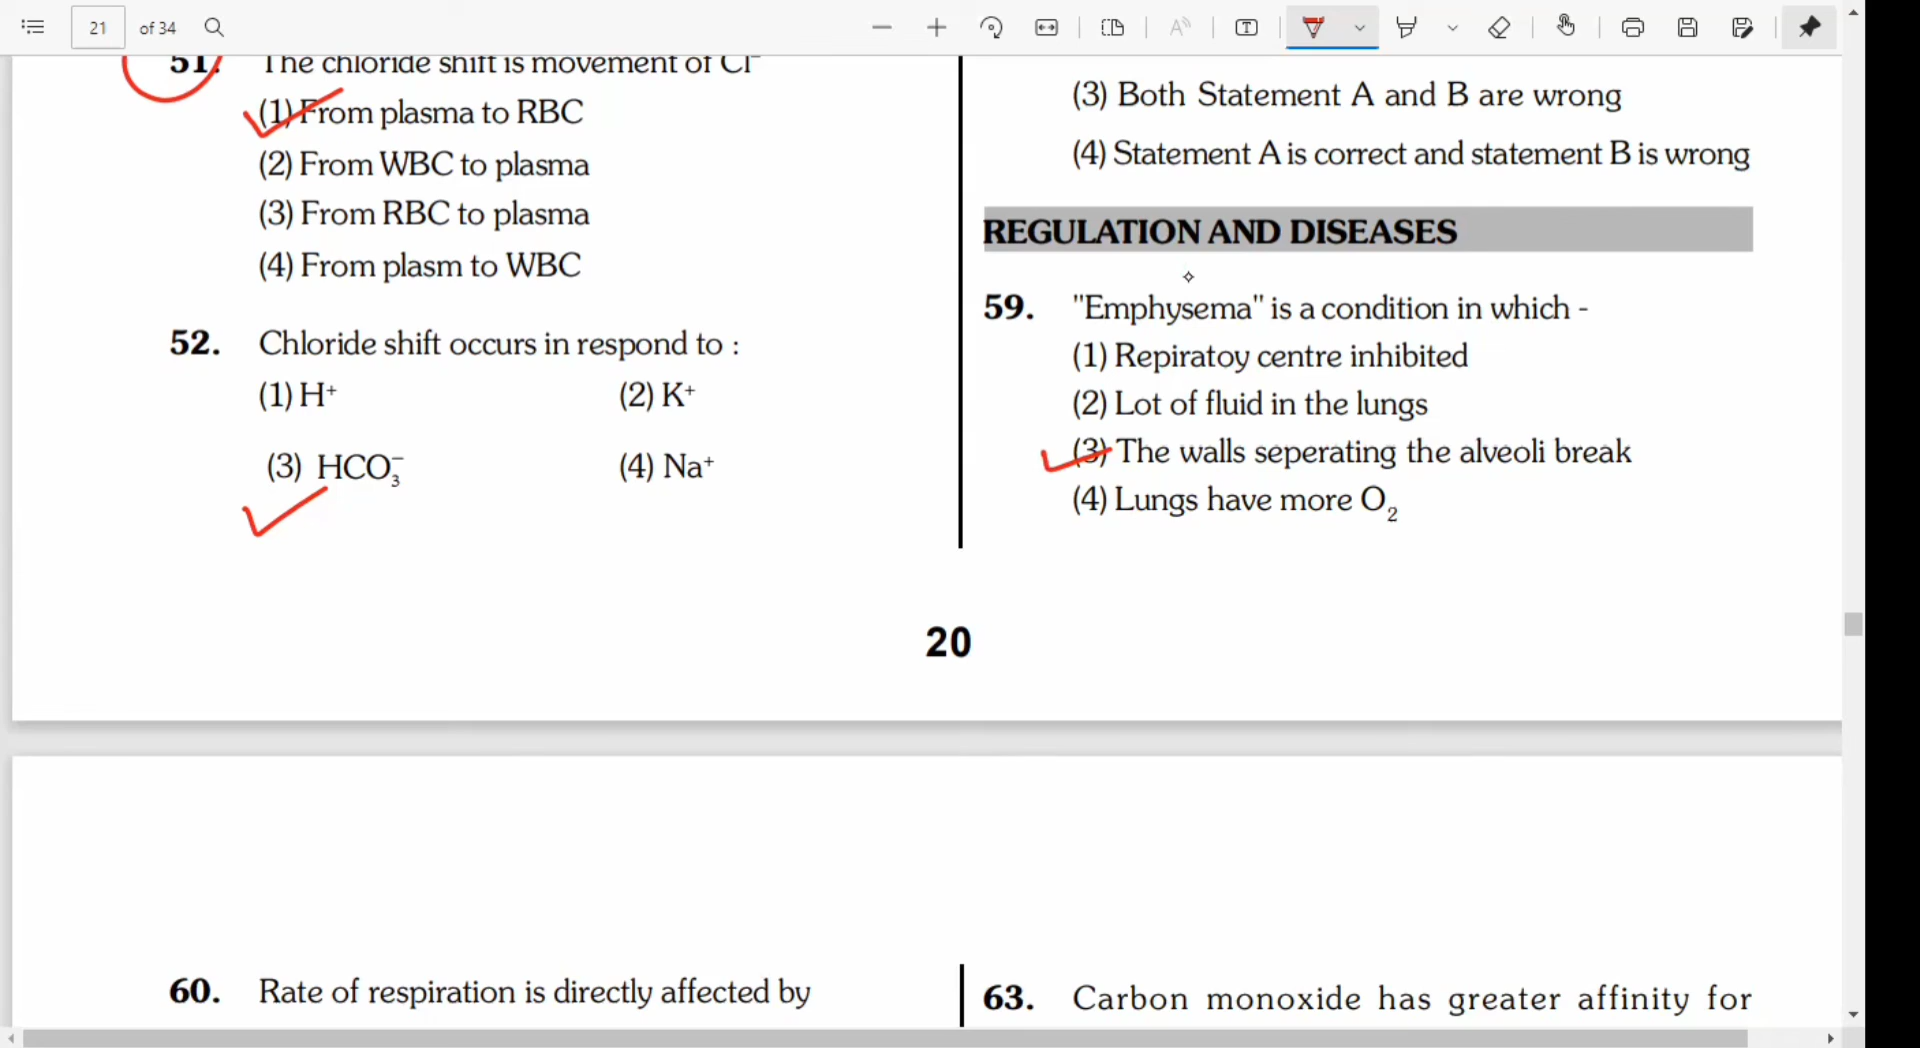 21 of 34
51. The chloride shift is movement of Cl⁻
(1) From plasma to RBC
(2) From WBC to plasma
(3) From RBC to plasma
(4) From plasm to WBC
52. Chloride shift occurs in respond to :
(1) H⁺ (2) K⁺
(3) HCO₃⁻ (4) Na⁺
(3) Both Statement A and B are wrong
(4) Statement A is correct and statement B is wrong
REGULATION AND DISEASES
59. "Emphysema" is a condition in which -
(1) Repiratoy centre inhibited
(2) Lot of fluid in the lungs
(3) The walls seperating the alveoli break
(4) Lungs have more O₂
20
60. Rate of respiration is directly affected by
63. Carbon monoxide has greater affinity for